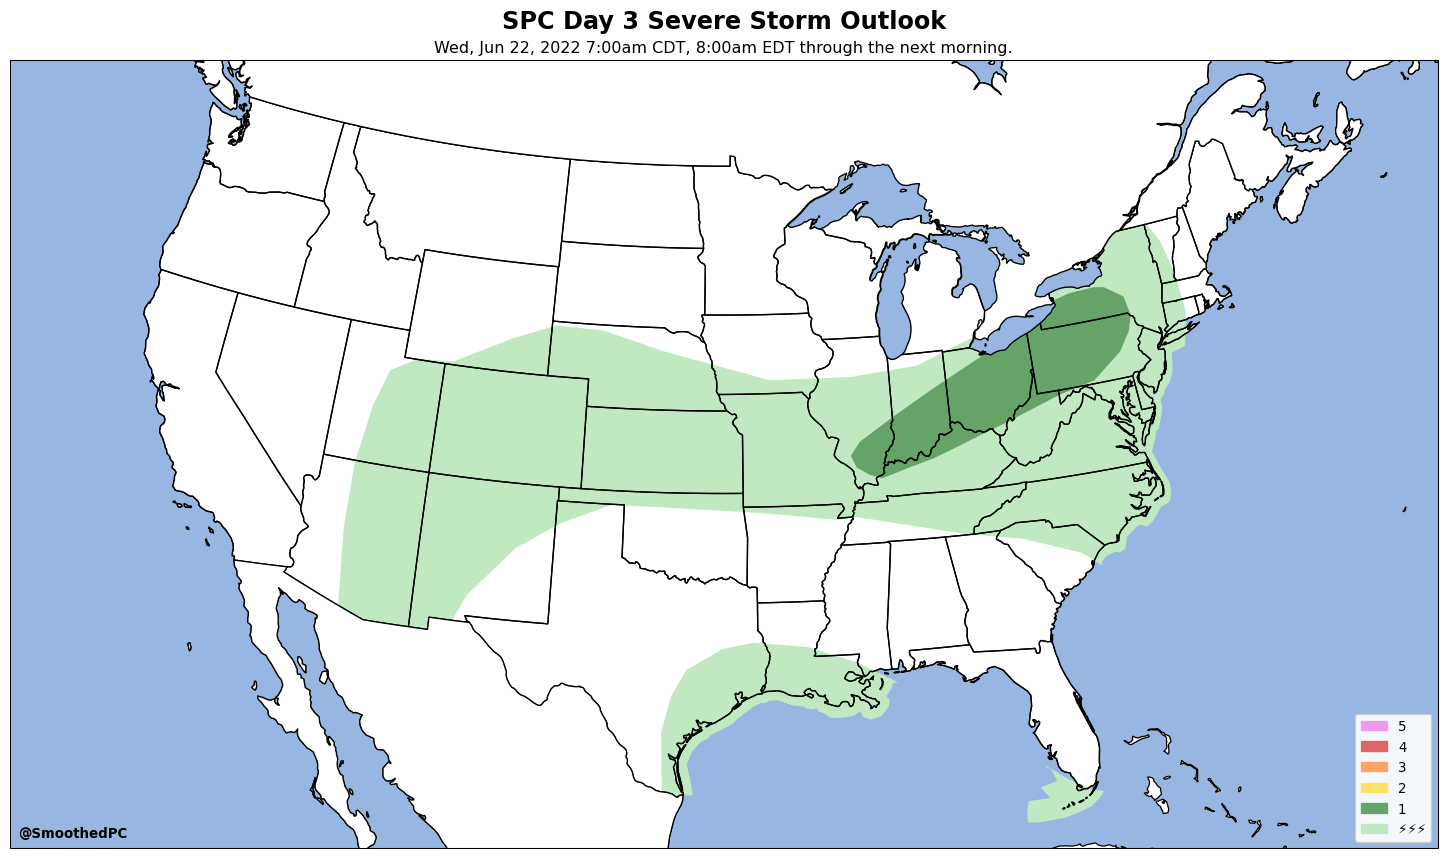 SPC Day 3 Severe Storm Outlook
Wed, Jun 22, 2022 7:00am CDT, 8:00am EDT through the next morning.
5
4
3
2
1
⚡⚡⚡
@SmoothedPC